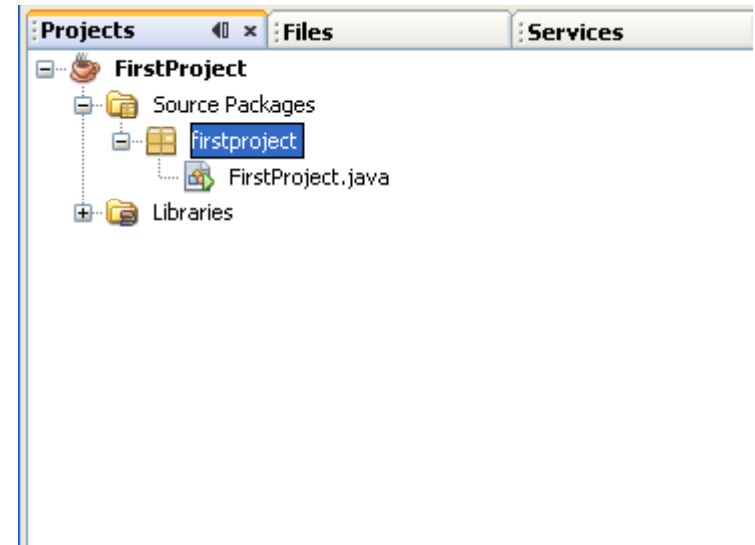 Projects Files Services
FirstProject
Source Packages
firstproject
FirstProject.java
Libraries